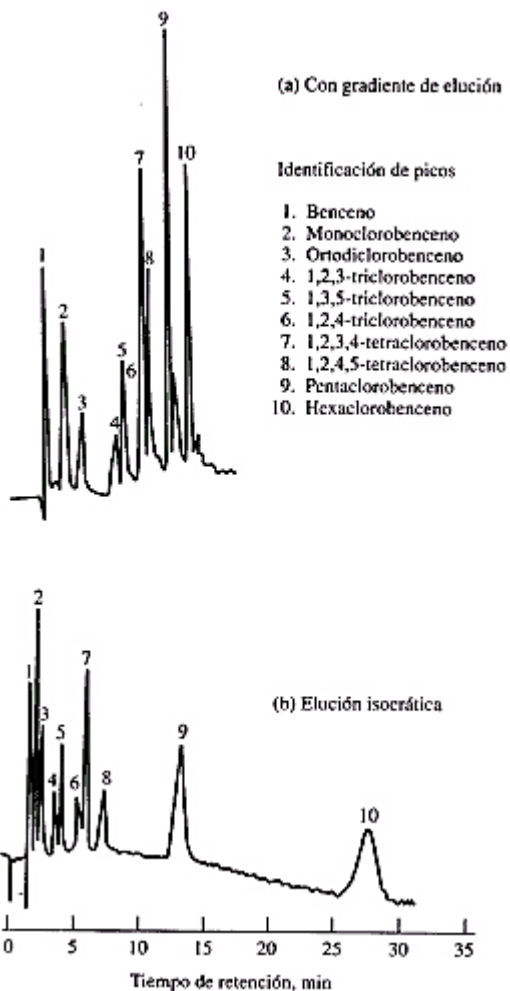 9
(a) Con gradiente de elución
7
10
Identificación de picos
1. Benceno
2. Monoclorobenceno
3. Ortodiclorobenceno
4. 1,2,3-triclorobenceno
5. 1,3,5-triclorobenceno
6. 1,2,4-triclorobenceno
7. 1,2,3,4-tetraclorobenceno
8. 1,2,4,5-tetraclorobenceno
9. Pentaclorobenceno
10. Hexaclorobenceno
1
8
2
5
6
3
4
2
7
1
(b) Elución isocrática
3
5
9
4
6
8
10
0 5 10 15 20 25 30 35
Tiempo de retención, min